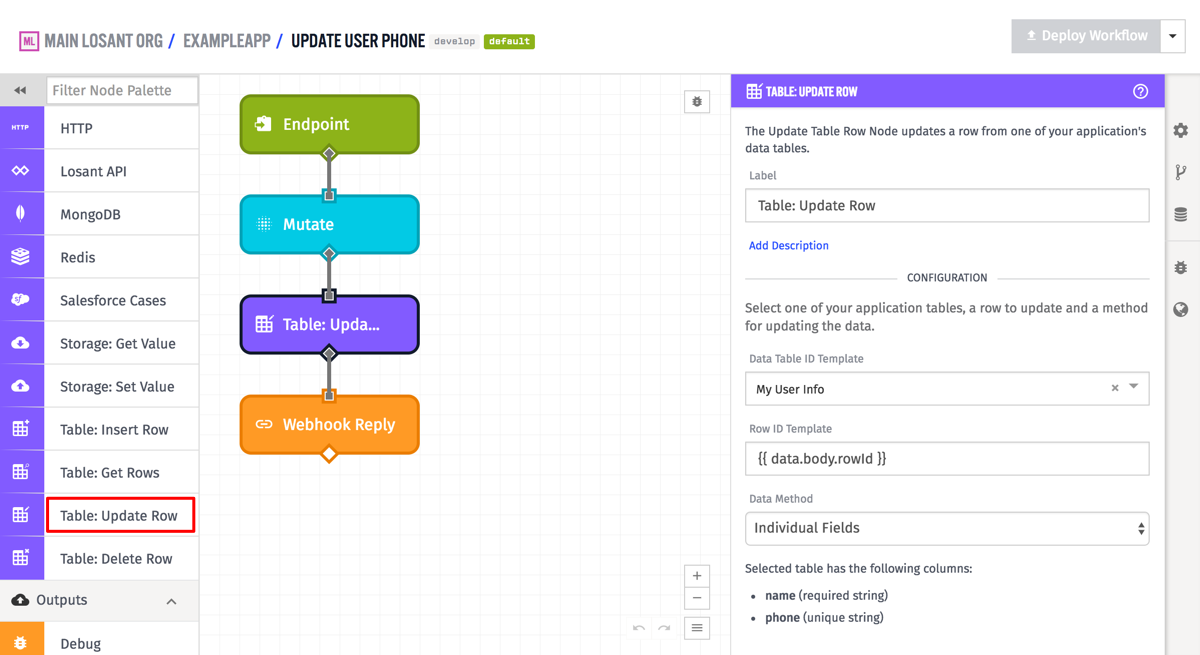 ML MAIN LOSANT ORG / EXAMPLEAPP / UPDATE USER PHONE develop default
Deploy Workflow
Filter Node Palette
HTTP HTTP
Losant API
MongoDB
Redis
Salesforce Cases
Storage: Get Value
Storage: Set Value
Table: Insert Row
Table: Get Rows
Table: Update Row
Table: Delete Row
Outputs
Debug
Endpoint
Mutate
Table: Upda...
Webhook Reply
TABLE: UPDATE ROW
The Update Table Row Node updates a row from one of your application's
data tables.
Label
Table: Update Row
Add Description
CONFIGURATION
Select one of your application tables, a row to update and a method
for updating the data.
Data Table ID Template
My User Info
Row ID Template
{{ data.body.rowId }}
Data Method
Individual Fields
Selected table has the following columns:
• name (required string)
• phone (unique string)